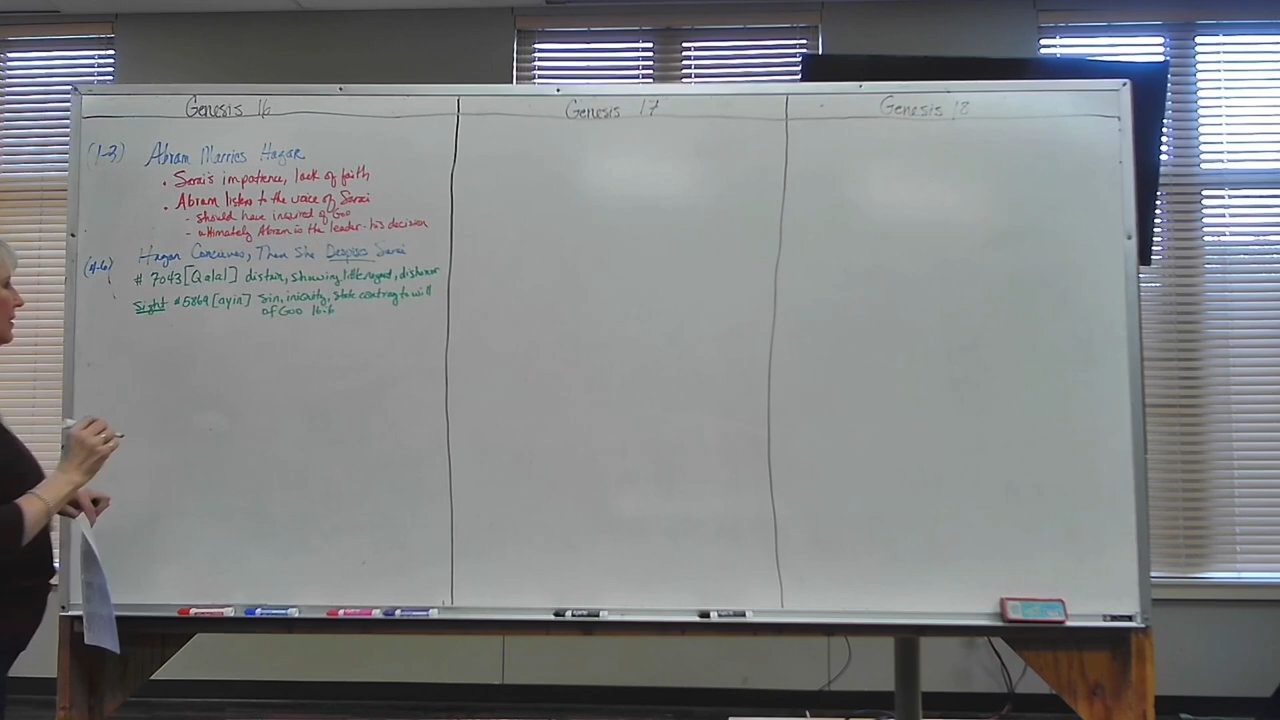 Genesis 16
Genesis 17
Genesis 18
(1-3) Abram Marries Hagar
• Sarai's impatience, lack of faith
• Abram listens to the voice of Sarai
- should have inquired of God
- ultimately Abram is the leader - his decision
(4-6) Hagar Concieves, Then She Despises Sarai
# 7043 [Qalal] distain, showing little regard, dishonor
Sight #5869 [ayin] Sin, iniquity, state contrary to will
of God 16:6